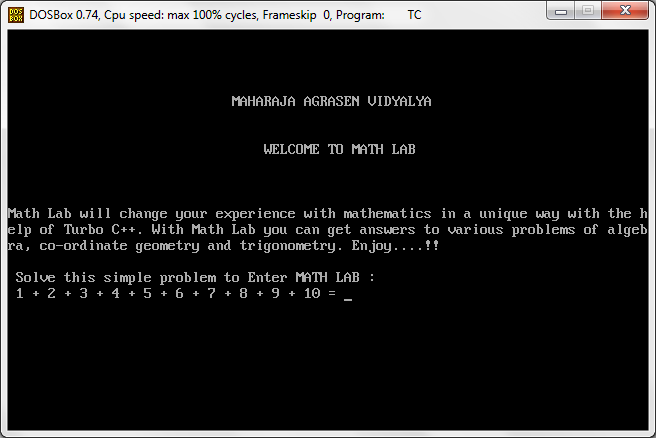 DOSBox 0.74, Cpu speed: max 100% cycles, Frameskip 0, Program: TC
MAHARAJA AGRASEN VIDYALYA
WELCOME TO MATH LAB
Math Lab will change your experience with mathematics in a unique way with the h
elp of Turbo C++. With Math Lab you can get answers to various problems of algeb
ra, co-ordinate geometry and trigonometry. Enjoy....!!
Solve this simple problem to Enter MATH LAB :
1 + 2 + 3 + 4 + 5 + 6 + 7 + 8 + 9 + 10 = _